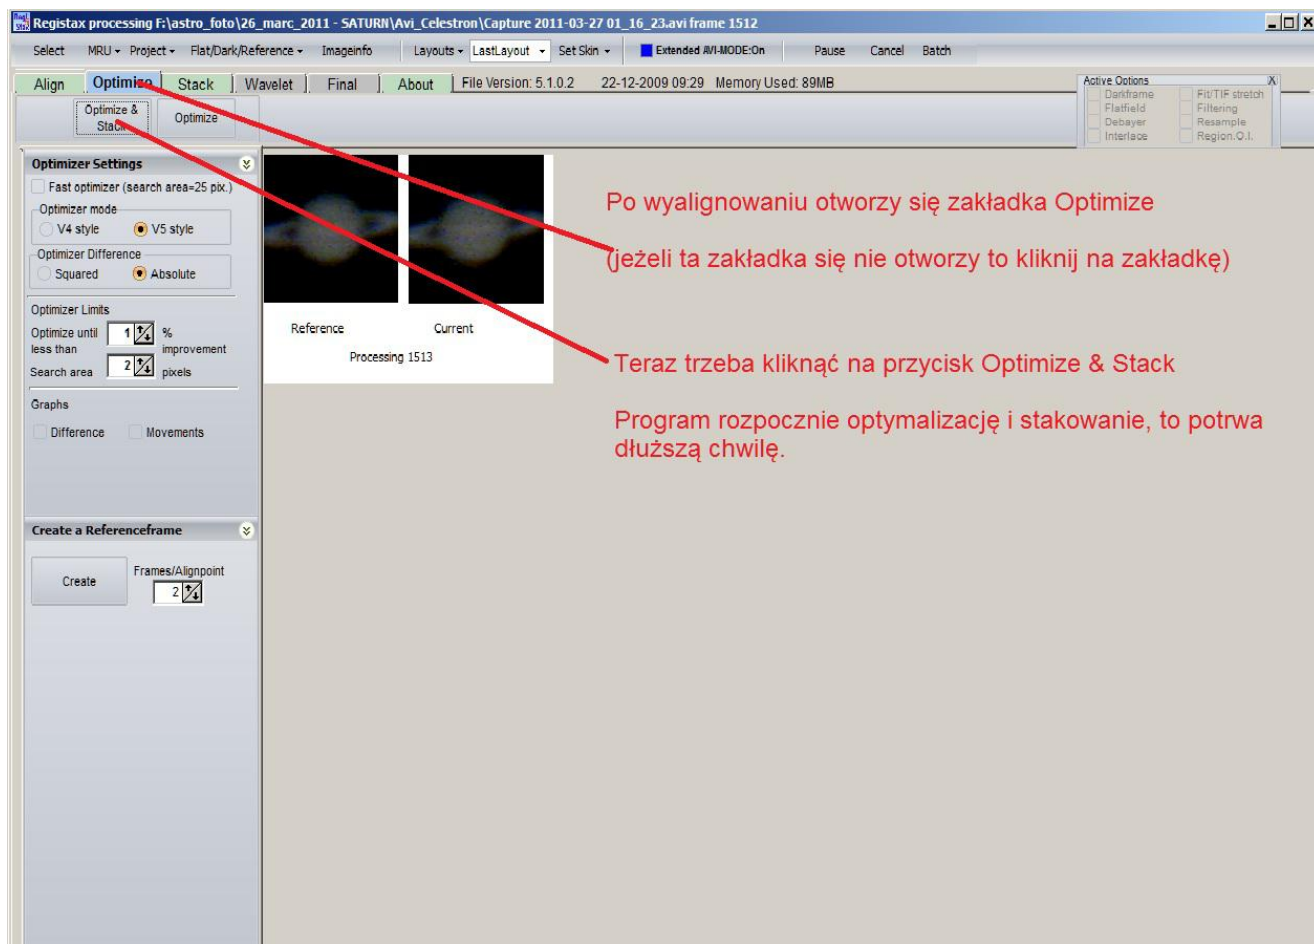 Registax processing F:\astro_foto\26_marc_2011 - SATURN\Avi_Celestron\Capture 2011-03-27 01_16_23.avi frame 1512
Select MRU Project Flat/Dark/Reference Imageinfo Layouts LastLayout Set Skin Extended AVI-MODE:On Pause Cancel Batch
Align Optimize Stack Wavelet Final About File Version: 5.1.0.2 22-12-2009 09:29 Memory Used: 89MB
Active Options X
Darkframe Fit/TIF stretch
Flatfield Filtering
Debayer Resample
Interlace Region.O.I.
Optimize &
Stack
Optimize
Optimizer Settings
Fast optimizer (search area=25 pix.)
Optimizer mode
V4 style V5 style
Optimizer Difference
Squared Absolute
Optimizer Limits
Optimize until 1 %
less than improvement
Search area 2 pixels
Graphs
Difference Movements
Create a Referenceframe
Frames/Alignpoint
Create 2
Reference Current
Processing 1513
Po wyalignowaniu otworzy się zakładka Optimize
(jeżeli ta zakładka się nie otworzy to kliknij na zakładkę)
Teraz trzeba kliknąć na przycisk Optimize & Stack
Program rozpocznie optymalizację i stakowanie, to potrwa
dłuższą chwilę.